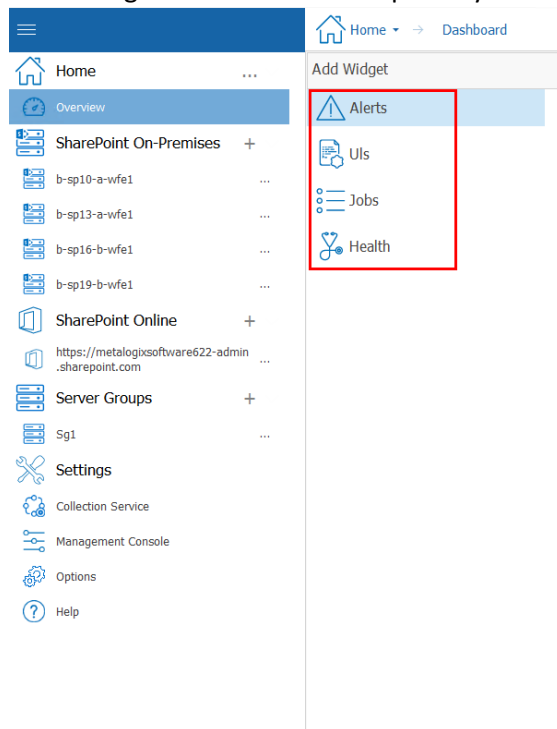 Home
Overview
SharePoint On-Premises +
b-sp10-a-wfe1 ...
b-sp13-a-wfe1 ...
b-sp16-b-wfe1 ...
b-sp19-b-wfe1 ...
SharePoint Online +
https://metalogixsoftware622-admin
.sharepoint.com ...
Server Groups +
Sg1 ...
Settings
Collection Service
Management Console
Options
Help
Home → Dashboard
Add Widget
Alerts
Uls
Jobs
Health